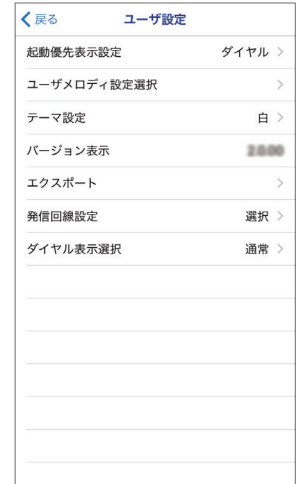 戻る ユーザ設定
起動優先表示設定 ダイヤル
ユーザメロディ設定選択
テーマ設定 白
バージョン表示
エクスポート
発信回線設定 選択
ダイヤル表示選択 通常